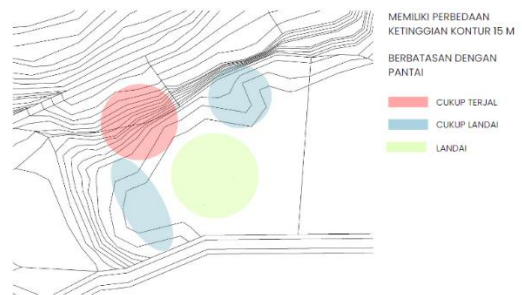 MEMILIKI PERBEDAAN
KETINGGIAN KONTUR 15 M
BERBATASAN DENGAN
PANTAI
CUKUP TERJAL
CUKUP LANDAI
LANDAI